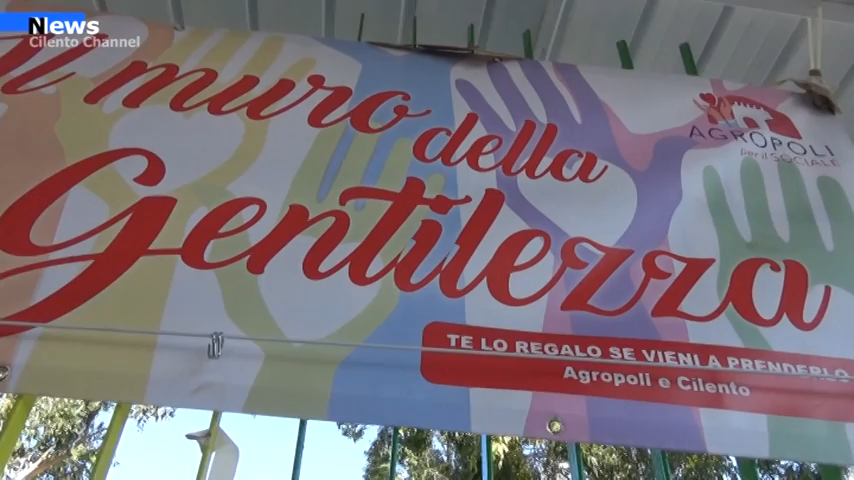 News
Cilento Channel
Il muro della
Gentilezza
AGROPOLI
per il SOCIALE
TE LO REGALO SE VIENI A PRENDERLO
Agropoli e Cilento